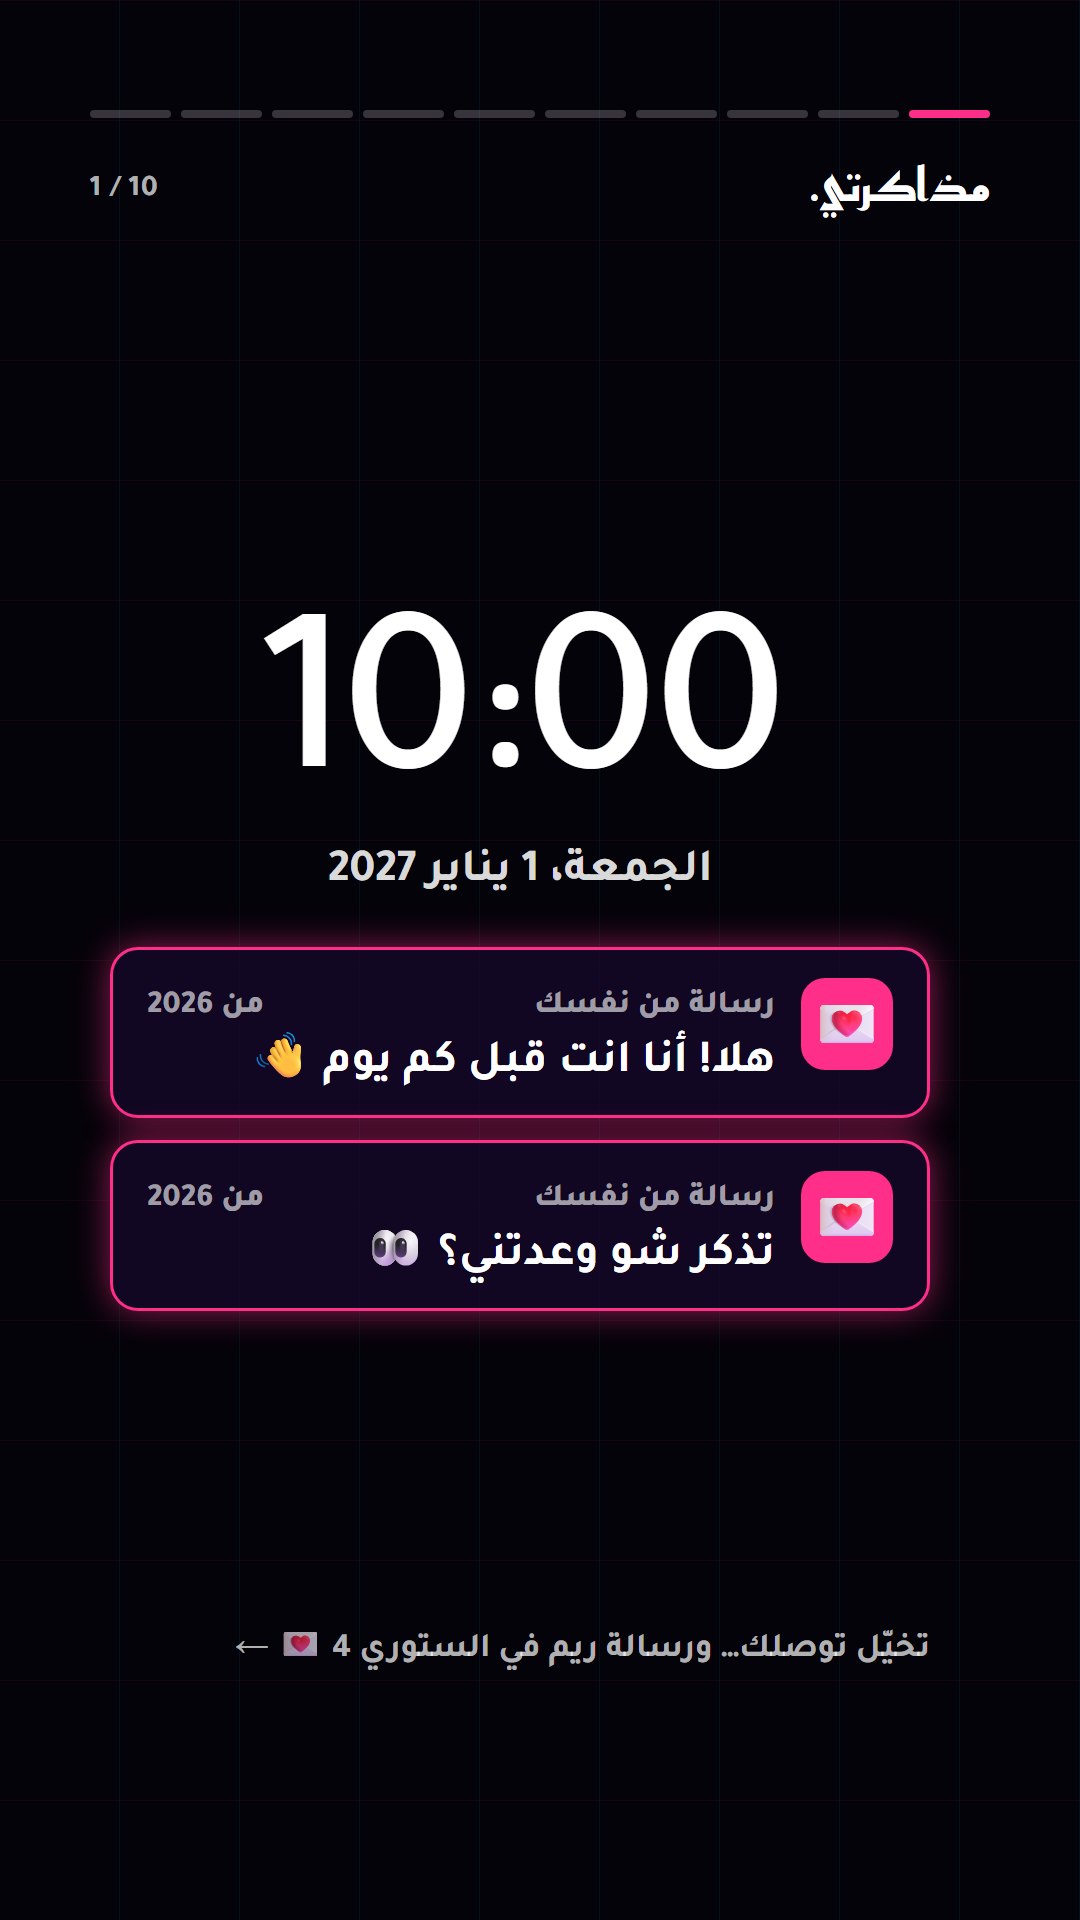 مذاكرتي.
1 / 10
10:00
الجمعة، 1 يناير 2027
رسالة من نفسك
من 2026
هلا! أنا انت قبل كم يوم 👋
رسالة من نفسك
من 2026
تذكر شو وعدتني؟ 👀
تخيّل توصلك… ورسالة ريم في الستوري 4 💌 ←